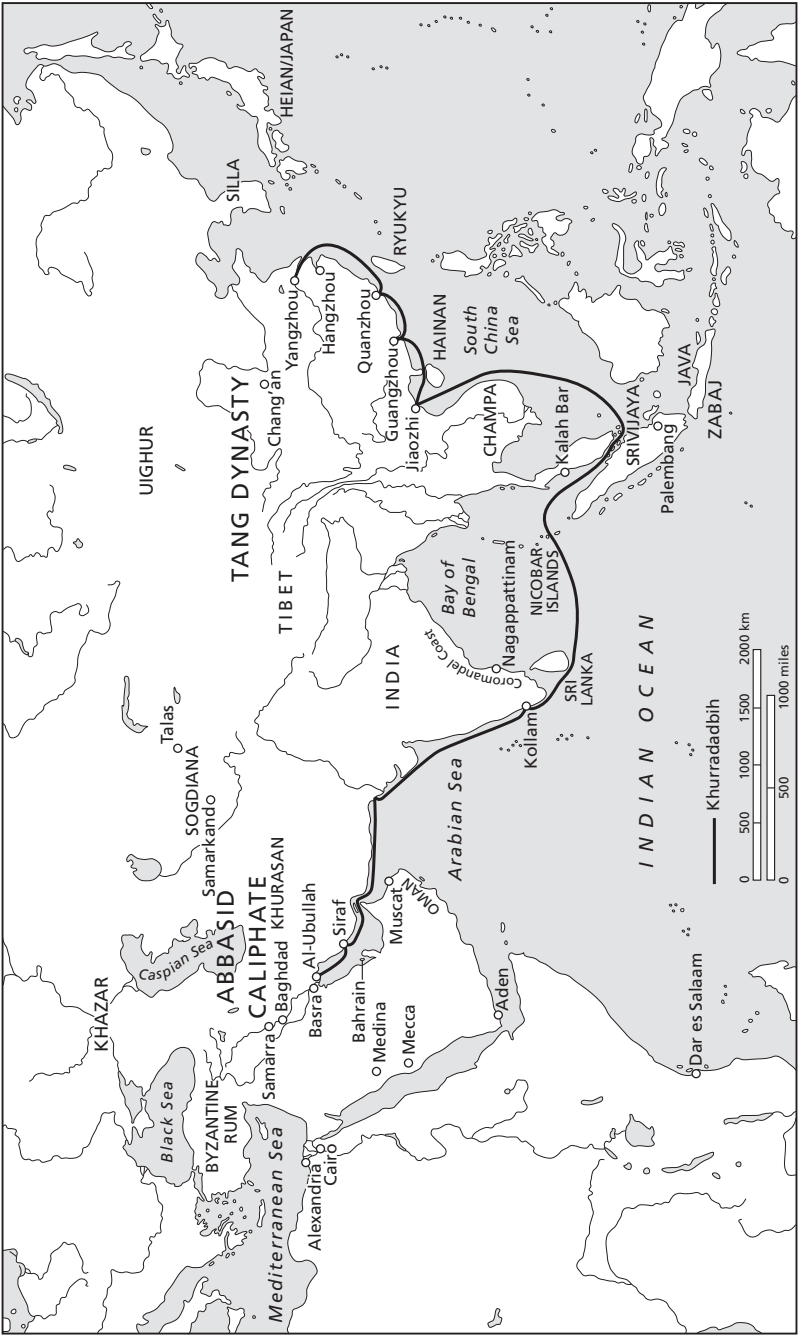 KHAZAR
Black Sea
Caspian Sea
BYZANTINE
RUM
Mediterranean Sea
Alexandria
Cairo
Samarra
Baghdad
ABBASID
CALIPHATE
KHURASAN
SOGDIANA
Samarkando
Talas
Basra
Al-Ubullah
Siraf
Bahrain
Medina
Mecca
Muscat
OMAN
Aden
Dar es Salaam
Arabian Sea
INDIAN OCEAN
UIGHUR
TANG DYNASTY
TIBET
Chang'an
INDIA
Coromandel Coast
Kollam
SRI
LANKA
Nagappattinam
Bay of
Bengal
NICOBAR
ISLANDS
SILLA
HEIAN/JAPAN
RYUKYU
Yangzhou
Hangzhou
Quanzhou
Guangzhou
Jiaozhi
HAINAN
South
China
Sea
CHAMPA
Kalah Bar
SRIVIJAYA
Palembang
JAVA
ZABAJ
Khurradadbih
0 500 1000 1500 2000 km
0 500 1000 miles